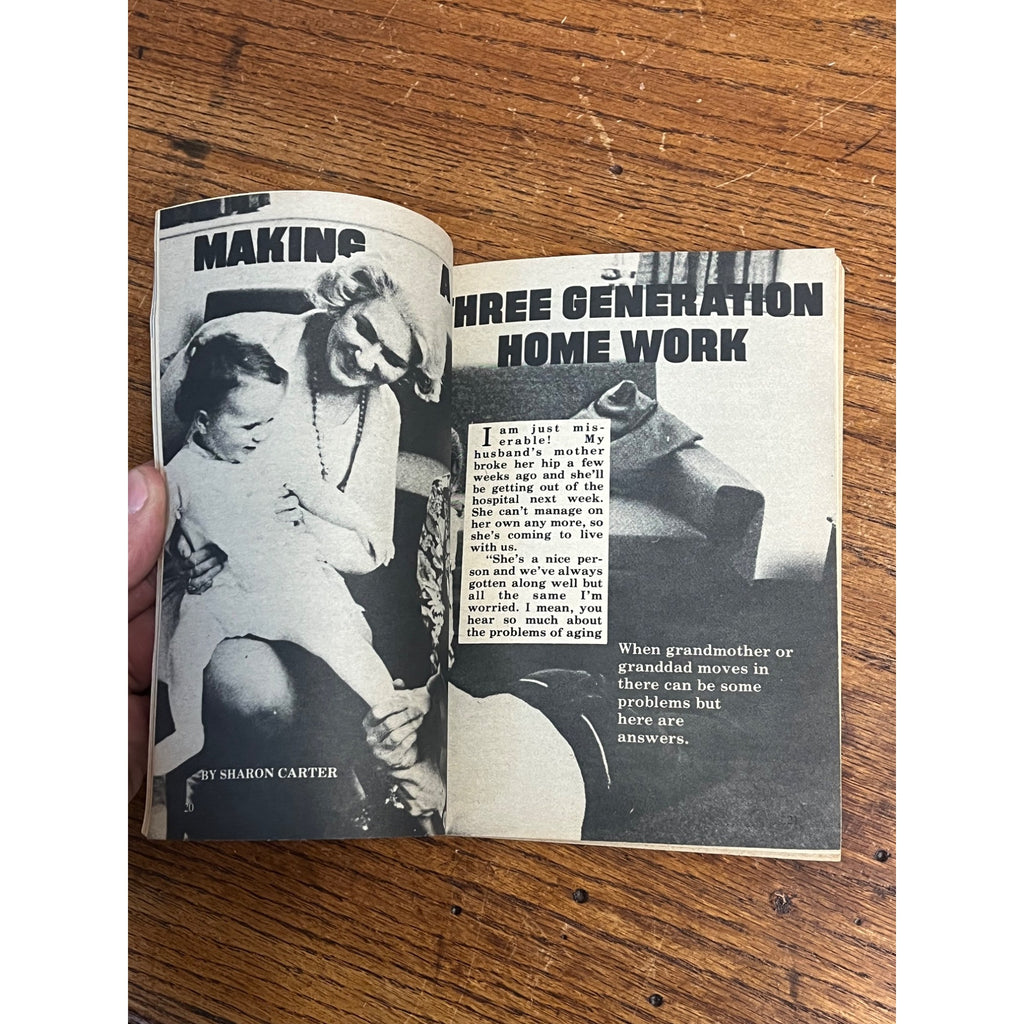 MAKING
A
THREE GENERATION
HOME WORK
I am just mis-
erable! My
husband's mother
broke her hip a few
weeks ago and she'll
be getting out of the
hospital next week.
She can't manage on
her own any more, so
she's coming to live
with us.
"She's a nice per-
son and we've always
gotten along well but
all the same I'm
worried. I mean, you
hear so much about
the problems of aging
When grandmother or
granddad moves in
there can be some
problems but
here are
answers.
BY SHARON CARTER
20
21